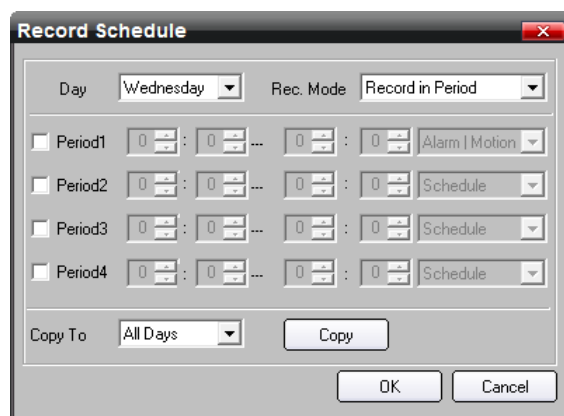 Record Schedule
Day Wednesday Rec. Mode Record in Period
Period1 0 : 0 --- 0 : 0 Alarm | Motion
Period2 0 : 0 --- 0 : 0 Schedule
Period3 0 : 0 --- 0 : 0 Schedule
Period4 0 : 0 --- 0 : 0 Schedule
Copy To All Days Copy
OK Cancel